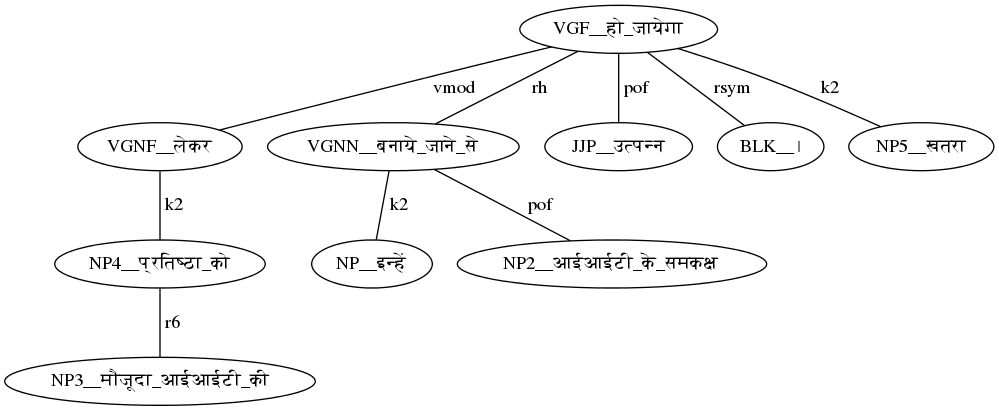 VGF__हो_जायेगा
vmod rh pof rsym k2
VGNF__लेकर VGNN__बनाये_जाने_से JJP__उत्पन्न BLK__। NP5__खतरा
k2 k2 pof
NP4__प्रतिष्ठा_को NP__इन्हें NP2__आईआईटी_के_समकक्ष
r6
NP3__मौजूदा_आईआईटी_की